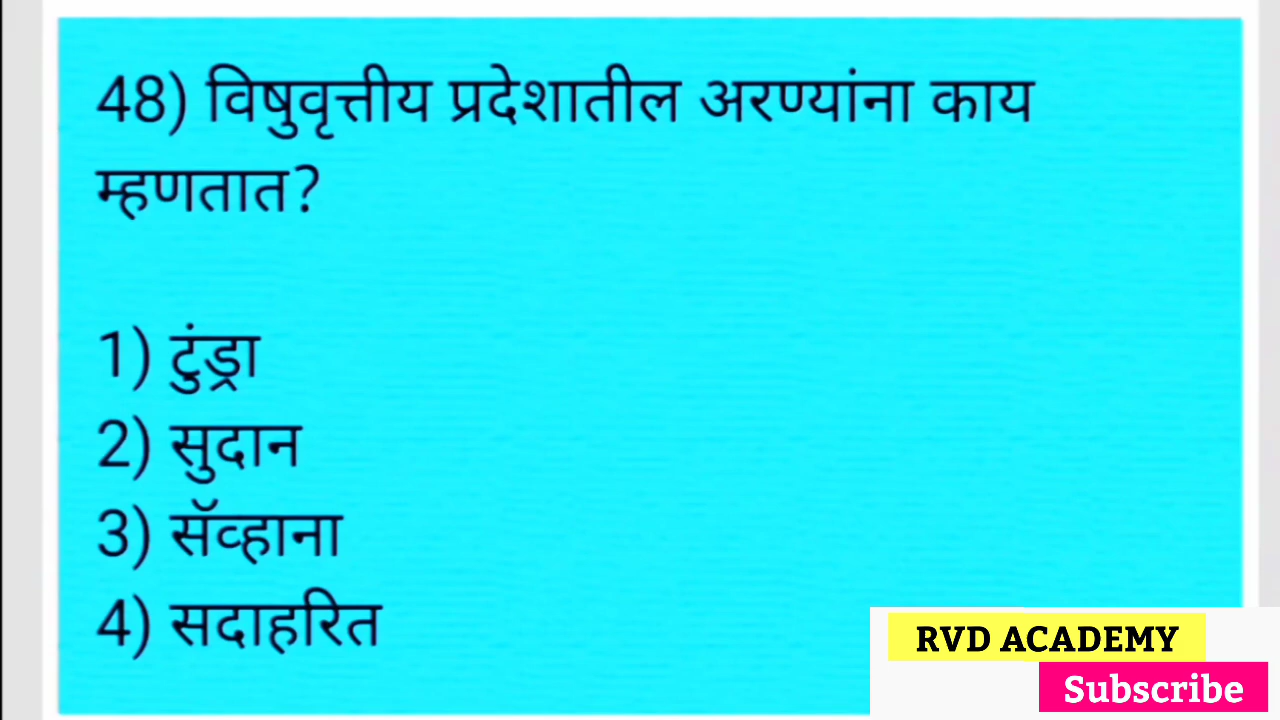 48) विषुवृत्तीय प्रदेशातील अरण्यांना काय
म्हणतात?
1) टुंड्रा
2) सुदान
3) सॅव्हाना
4) सदाहरित
RVD ACADEMY
Subscribe